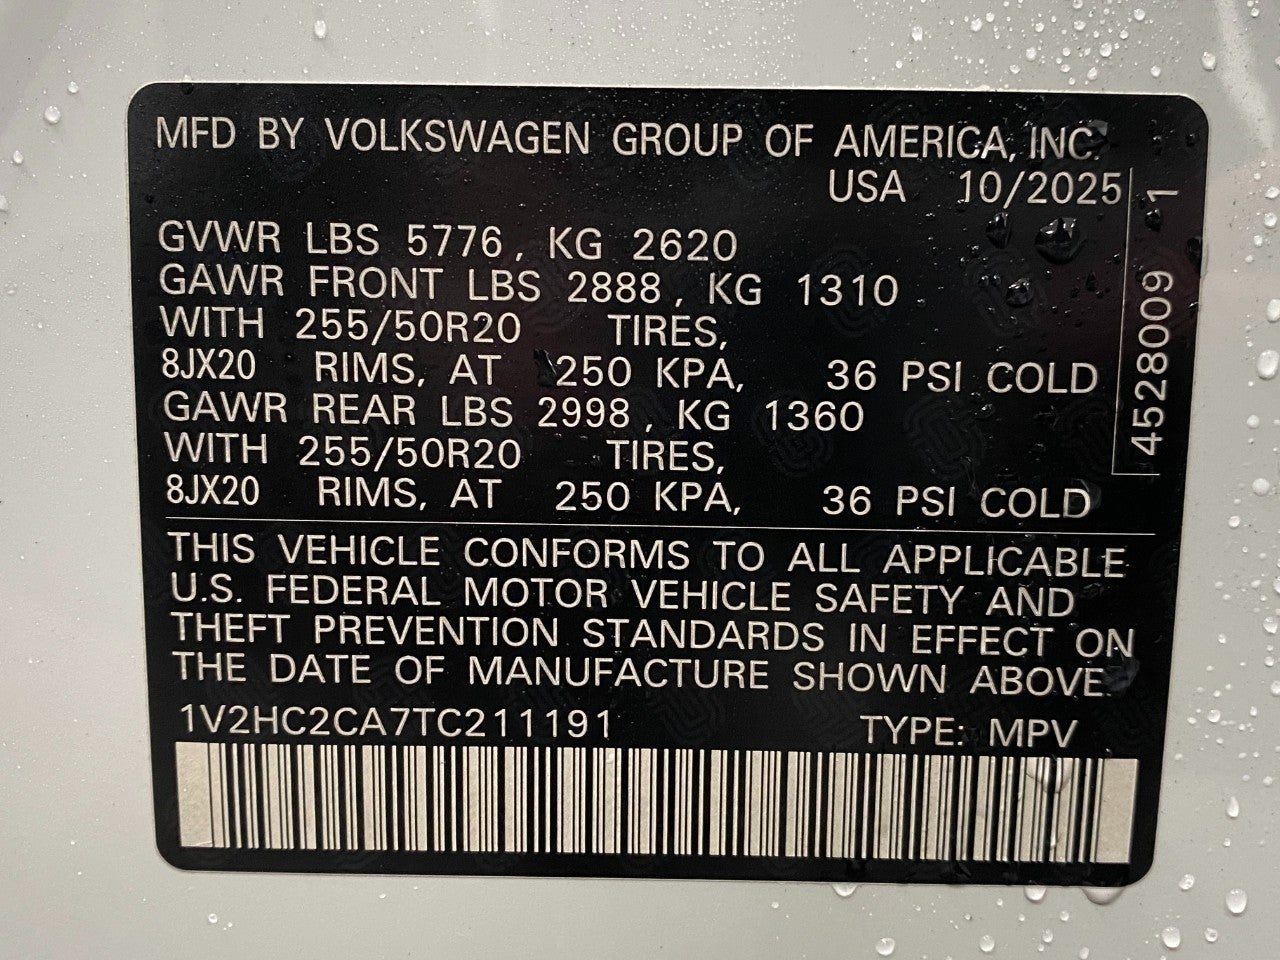 MFD BY VOLKSWAGEN GROUP OF AMERICA, INC.
USA 10/2025
GVWR LBS 5776, KG 2620
GAWR FRONT LBS 2888, KG 1310
WITH 255/50R20 TIRES,
8JX20 RIMS, AT 250 KPA, 36 PSI COLD
GAWR REAR LBS 2998, KG 1360
WITH 255/50R20 TIRES,
8JX20 RIMS, AT 250 KPA, 36 PSI COLD
4528009 1
THIS VEHICLE CONFORMS TO ALL APPLICABLE
U.S. FEDERAL MOTOR VEHICLE SAFETY AND
THEFT PREVENTION STANDARDS IN EFFECT ON
THE DATE OF MANUFACTURE SHOWN ABOVE.
1V2HC2CA7TC211191 TYPE: MPV